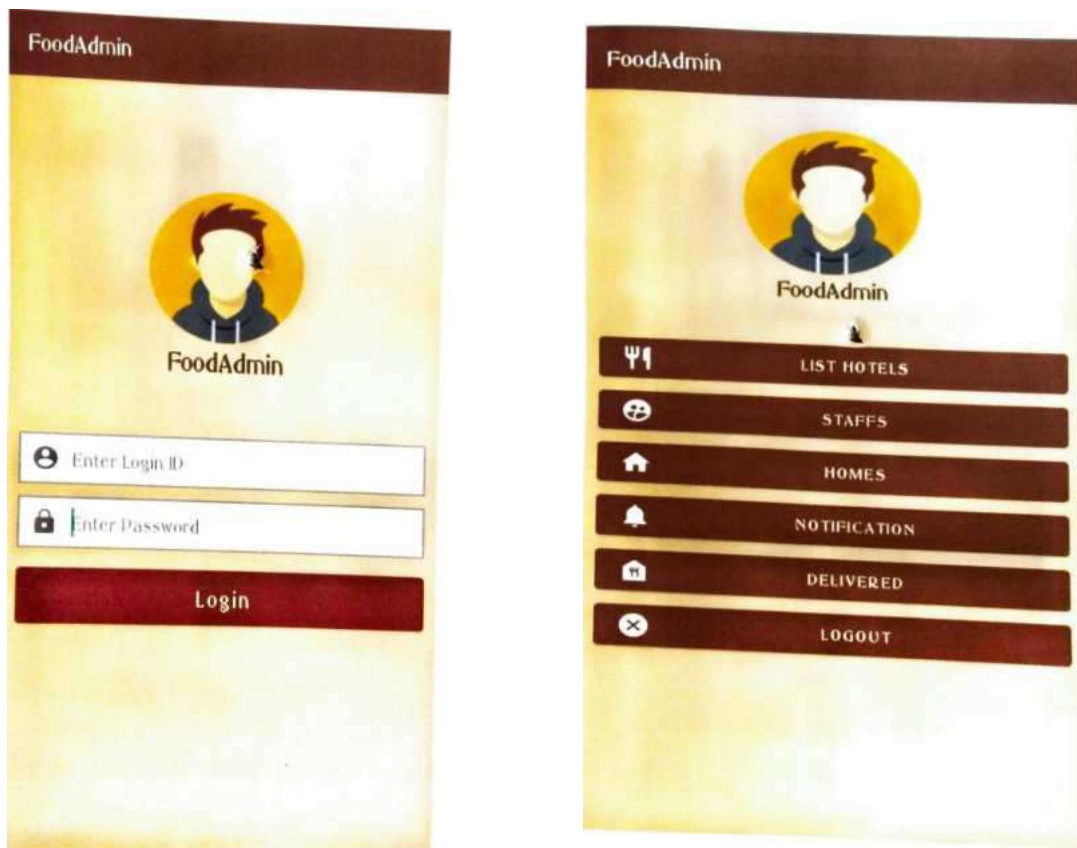 FoodAdmin
FoodAdmin
Enter Login ID
Enter Password
Login
FoodAdmin
FoodAdmin
LIST HOTELS
STAFFS
HOMES
NOTIFICATION
DELIVERED
LOGOUT